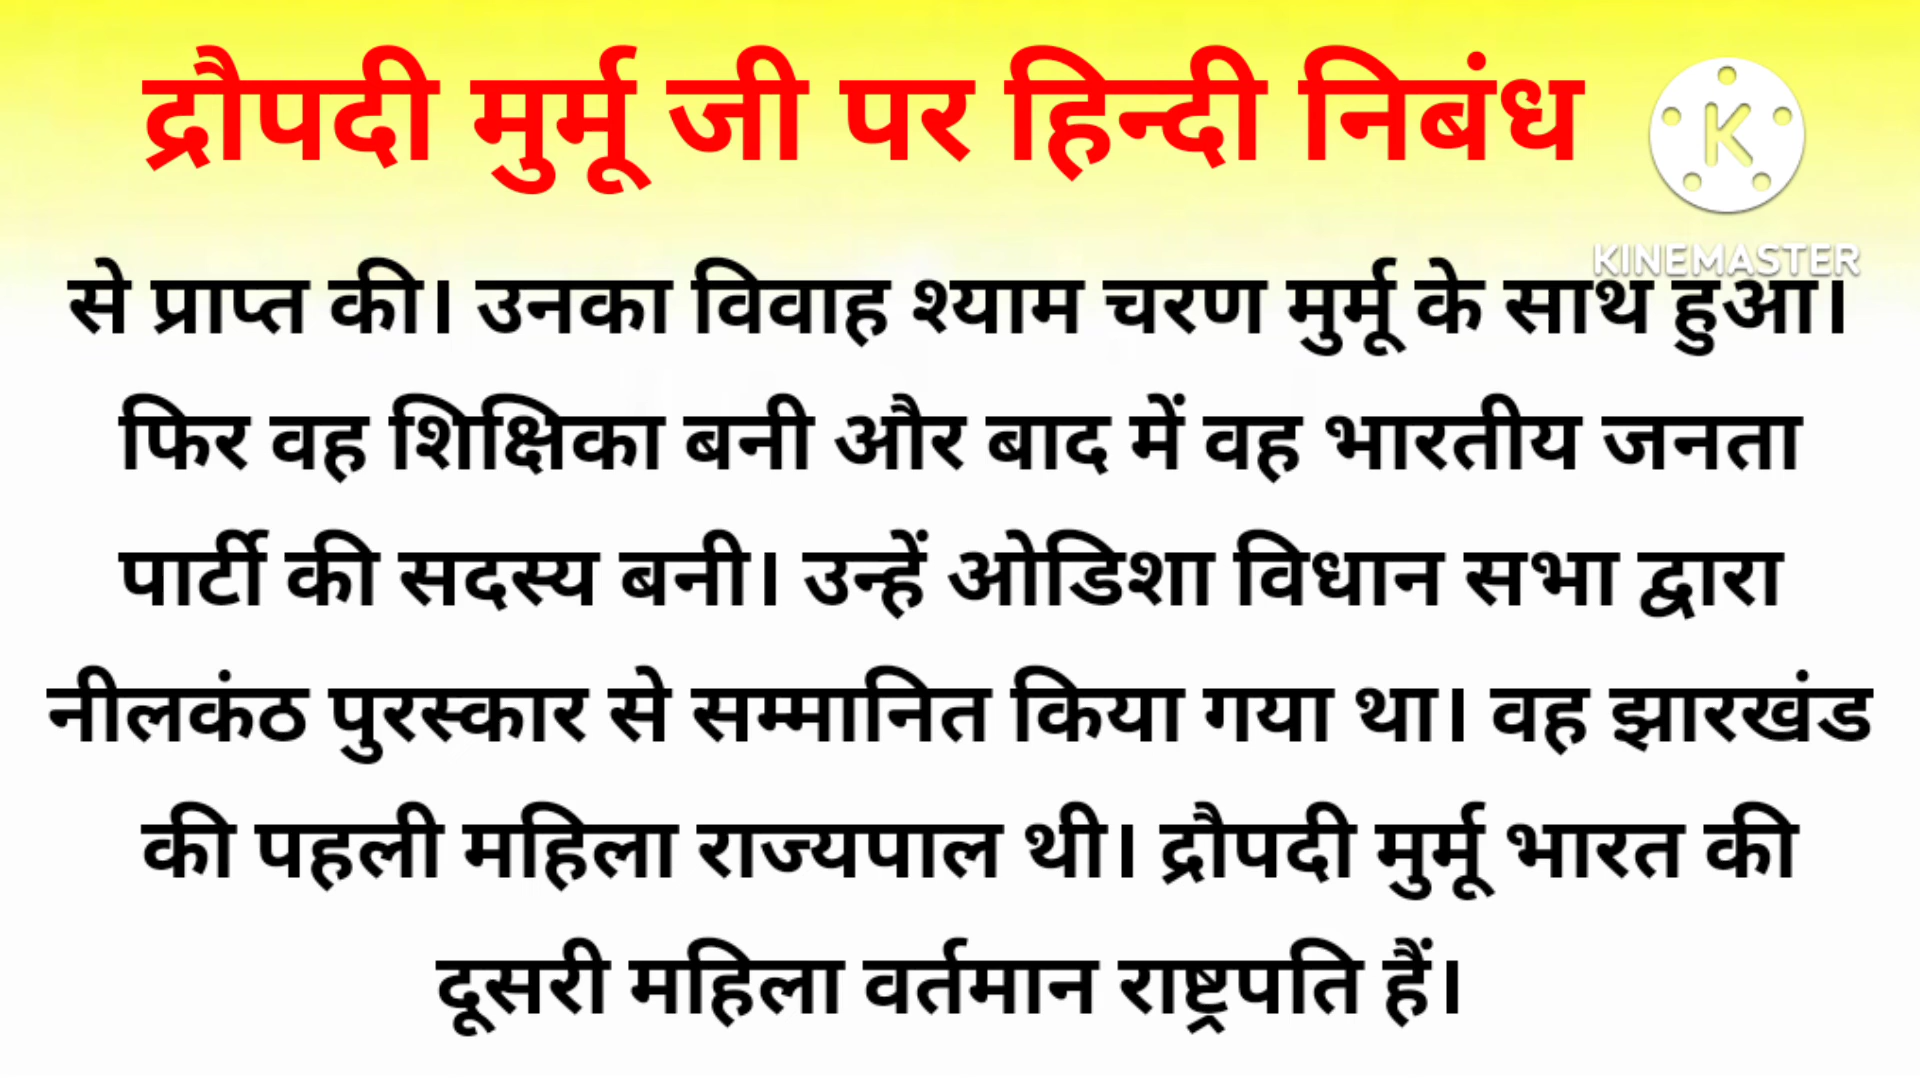 द्रौपदी मुर्मू जी पर हिन्दी निबंध
K
KINEMASTER
से प्राप्त की। उनका विवाह श्याम चरण मुर्मू के साथ हुआ।
फिर वह शिक्षिका बनी और बाद में वह भारतीय जनता
पार्टी की सदस्य बनी। उन्हें ओडिशा विधान सभा द्वारा
नीलकंठ पुरस्कार से सम्मानित किया गया था। वह झारखंड
की पहली महिला राज्यपाल थी। द्रौपदी मुर्मू भारत की
दूसरी महिला वर्तमान राष्ट्रपति हैं।